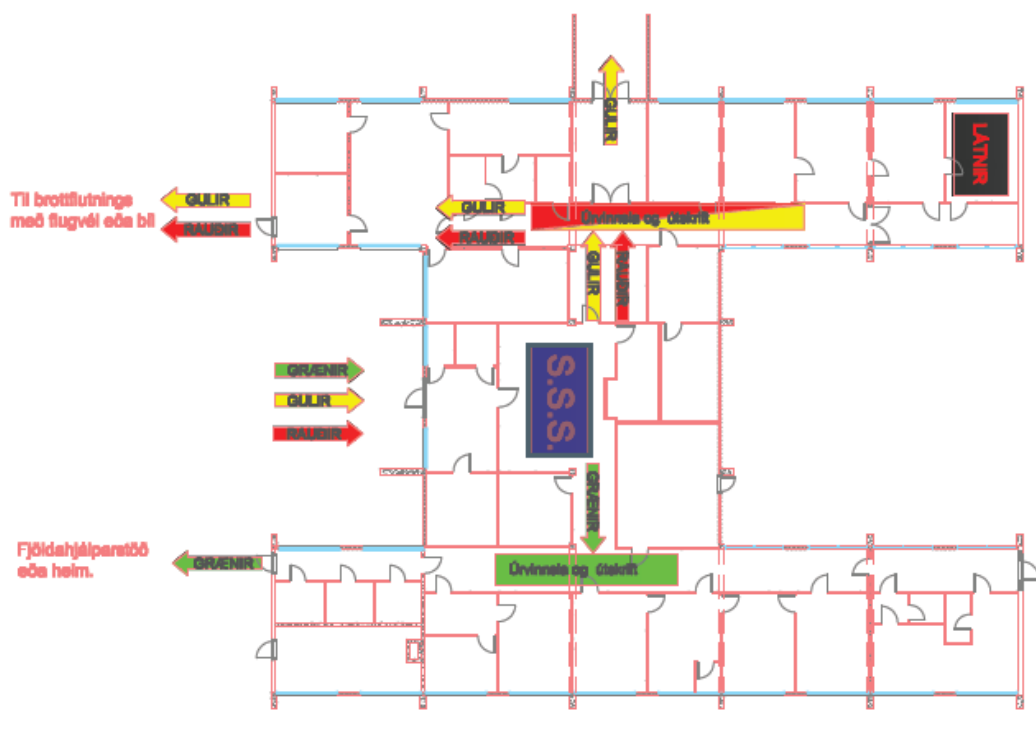 GULIR
LÁTNIR
Til brottflutnings
með flugvél eða bíl
GULIR
RAUÐIR
GULIR
RAUÐIR
Úrvinnsla og útskrift
GULIR
RAUÐIR
GRÆNIR
GULIR
RAUÐIR
S.S.S.
GRÆNIR
Fjöldahjálparstöð
eða heim.
GRÆNIR
Úrvinnsla og útskrift